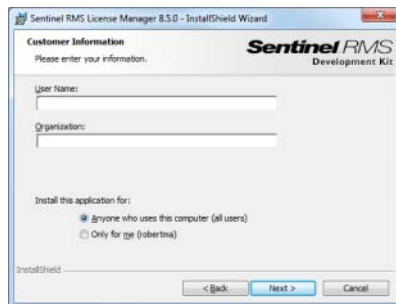 Sentinel RMS License Manager 8.5.0 - InstallShield Wizard
Customer Information
Please enter your information.
Sentinel RMS
Development Kit
User Name:
Organization:
Install this application for:
Anyone who uses this computer (all users)
Only for me (robertma)
InstallShield
< Back
Next >
Cancel